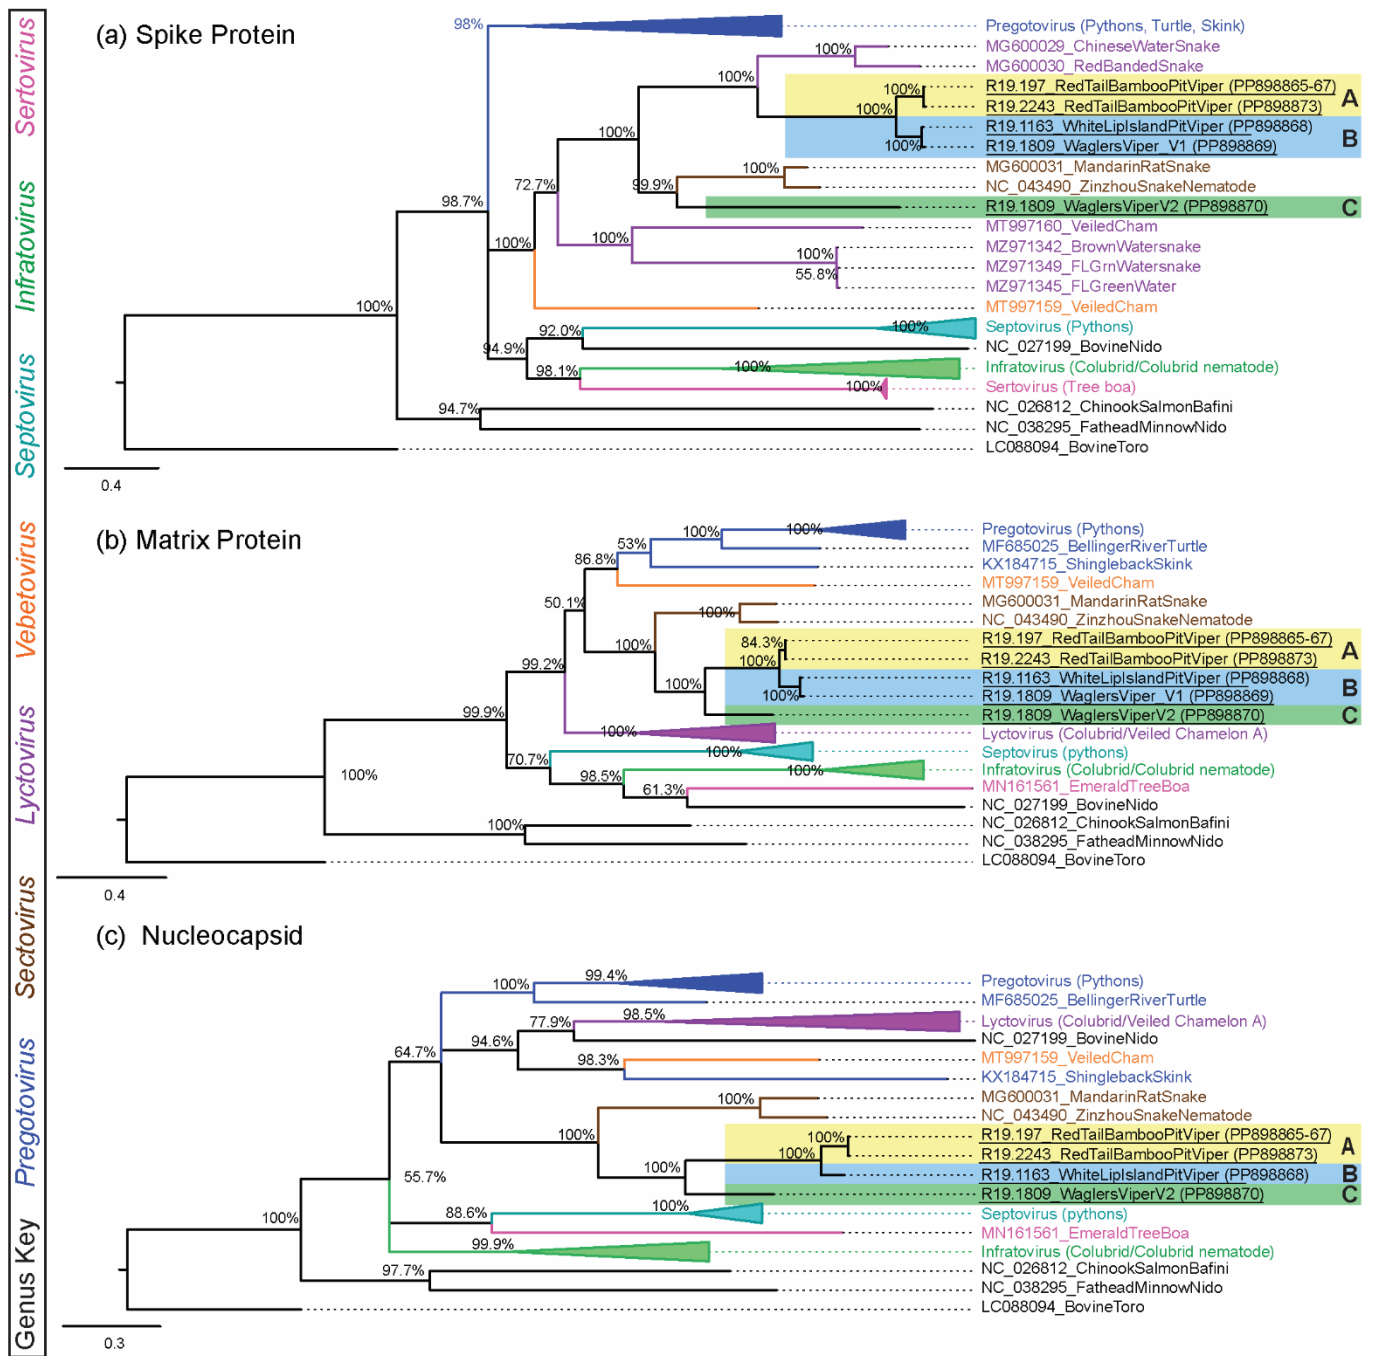 Genus Key
Pregotovirus
Sectovirus
Lyctovirus
Vebetovirus
Septovirus
Infratovirus
Sertovirus
(a) Spike Protein
98%
Pregotovirus (Pythons, Turtle, Skink)
100%
MG600029_ChineseWaterSnake
MG600030_RedBandedSnake
100%
100%
R19.197_RedTailBambooPitViper (PP898865-67)
A
100%
R19.2243_RedTailBambooPitViper (PP898873)
R19.1163_WhiteLipIslandPitViper (PP898868)
B
100%
100%
R19.1809_WaglersViper_V1 (PP898869)
100%
MG600031_MandarinRatSnake
72.7%
99.9%
NC_043490_ZinzhouSnakeNematode
98.7%
R19.1809_WaglersViperV2 (PP898870)
C
MT997160_VeiledCham
100%
100%
MZ971342_BrownWatersnake
100%
MZ971349_FLGrnWatersnake
55.8%
MZ971345_FLGreenWater
100%
MT997159_VeiledCham
92.0%
100%
Septovirus (Pythons)
94.9%
NC_027199_BovineNido
98.1%
100%
Infratovirus (Colubrid/Colubrid nematode)
100%
Sertovirus (Tree boa)
94.7%
NC_026812_ChinookSalmonBafini
NC_038295_FatheadMinnowNido
LC088094_BovineToro
0.4
(b) Matrix Protein
100%
100%
Pregotovirus (Pythons)
53%
MF685025_BellingerRiverTurtle
86.8%
KX184715_ShinglebackSkink
MT997159_VeiledCham
50.1%
100%
MG600031_MandarinRatSnake
NC_043490_ZinzhouSnakeNematode
100%
84.3%
R19.197_RedTailBambooPitViper (PP898865-67)
A
99.2%
100%
R19.2243_RedTailBambooPitViper (PP898873)
100%
R19.1163_WhiteLipIslandPitViper (PP898868)
B
100%
R19.1809_WaglersViper_V1 (PP898869)
99.9%
R19.1809_WaglersViperV2 (PP898870)
C
100%
Lyctovirus (Colubrid/Veiled Chamelon A)
70.7%
100%
Septovirus (pythons)
100%
98.5%
100%
Infratovirus (Colubrid/Colubrid nematode)
61.3%
MN161561_EmeraldTreeBoa
NC_027199_BovineNido
100%
NC_026812_ChinookSalmonBafini
NC_038295_FatheadMinnowNido
LC088094_BovineToro
0.4
(c) Nucleocapsid
100%
99.4%
Pregotovirus (Pythons)
MF685025_BellingerRiverTurtle
77.9%
98.5%
Lyctovirus (Colubrid/Veiled Chamelon A)
94.6%
NC_027199_BovineNido
64.7%
98.3%
MT997159_VeiledCham
KX184715_ShinglebackSkink
100%
MG600031_MandarinRatSnake
NC_043490_ZinzhouSnakeNematode
100%
100%
R19.197_RedTailBambooPitViper (PP898865-67)
A
100%
R19.2243_RedTailBambooPitViper (PP898873)
55.7%
100%
R19.1163_WhiteLipIslandPitViper (PP898868)
B
R19.1809_WaglersViperV2 (PP898870)
C
88.6%
100%
Septovirus (pythons)
100%
MN161561_EmeraldTreeBoa
99.9%
Infratovirus (Colubrid/Colubrid nematode)
97.7%
NC_026812_ChinookSalmonBafini
NC_038295_FatheadMinnowNido
LC088094_BovineToro
0.3